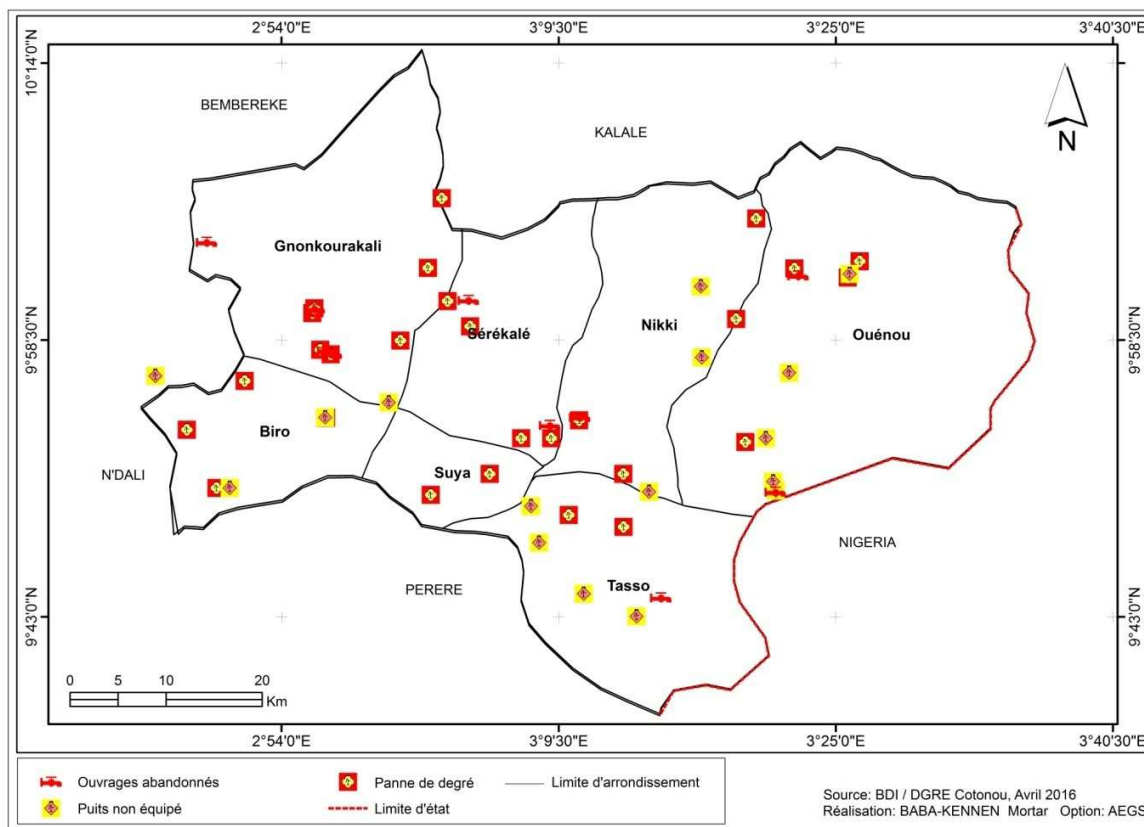 2°54'0"E 3°9'30"E 3°25'0"E 3°40'30"E
10°14'0"N 10°14'0"N
BEMBEREKE
KALALE
N
Gnonkourakali
Sérékalé
Nikki
Ouénou
9°58'30"N 9°58'30"N
Biro
Suya
N'DALI
NIGERIA
PERERE
Tasso
9°43'0"N 9°43'0"N
0 5 10 20
Km
2°54'0"E 3°9'30"E 3°25'0"E 3°40'30"E
Ouvrages abandonnés Panne de degré Limite d'arrondissement
Puits non équipé Limite d'état
Source: BDI / DGRE Cotonou, Avril 2016
Réalisation: BABA-KENNEN Mortar Option: AEGS